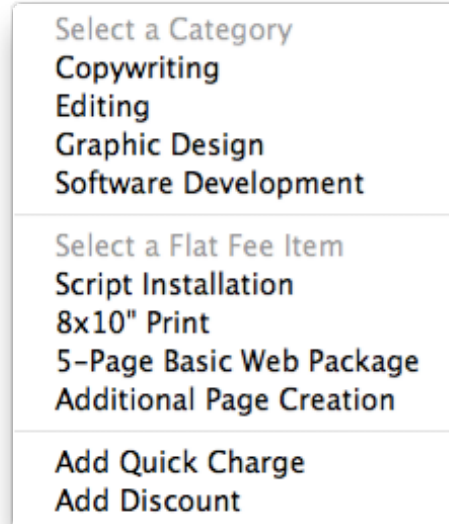 Select a Category
Copywriting
Editing
Graphic Design
Software Development
Select a Flat Fee Item
Script Installation
8x10" Print
5-Page Basic Web Package
Additional Page Creation
Add Quick Charge
Add Discount